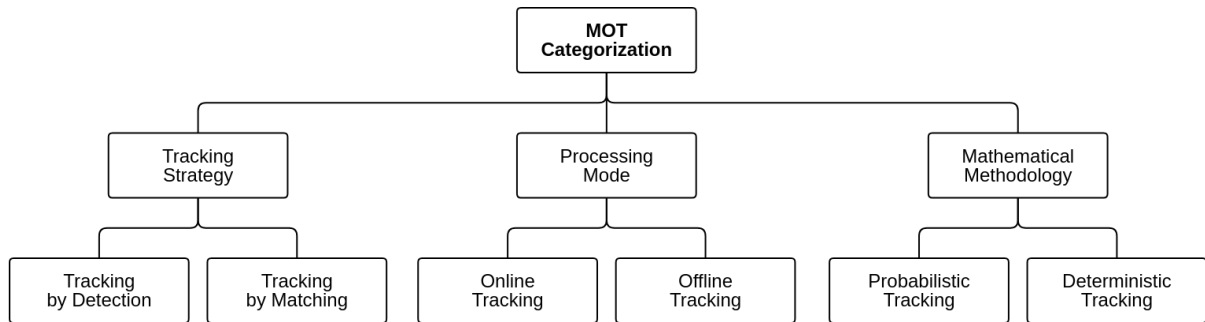 MOT
Categorization
Tracking
Strategy
Processing
Mode
Mathematical
Methodology
Tracking
by Detection
Tracking
by Matching
Online
Tracking
Offline
Tracking
Probabilistic
Tracking
Deterministic
Tracking